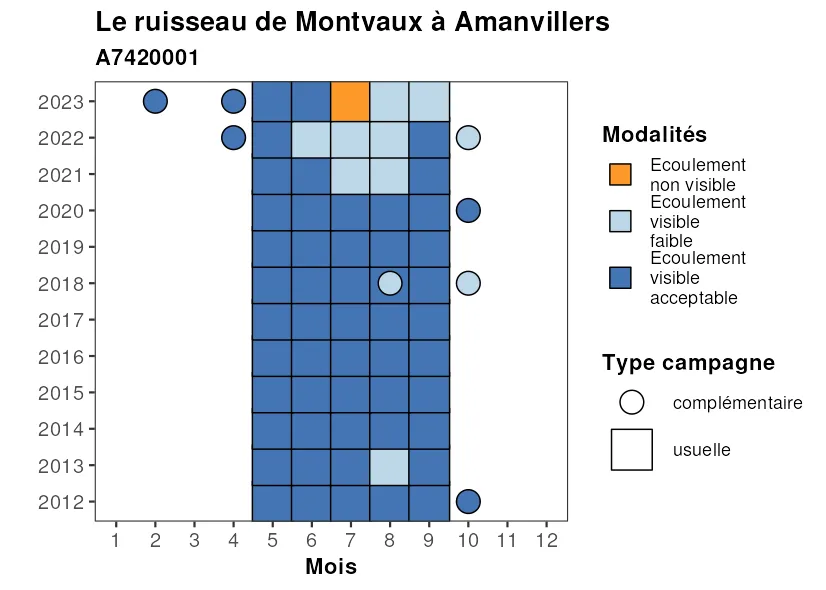 Le ruisseau de Montvaux à Amanvillers
A7420001
2023
2022
2021
2020
2019
2018
2017
2016
2015
2014
2013
2012
1 2 3 4 5 6 7 8 9 10 11 12
Mois
Modalités
Ecoulement
non visible
Ecoulement
visible
faible
Ecoulement
visible
acceptable
Type campagne
complémentaire
usuelle